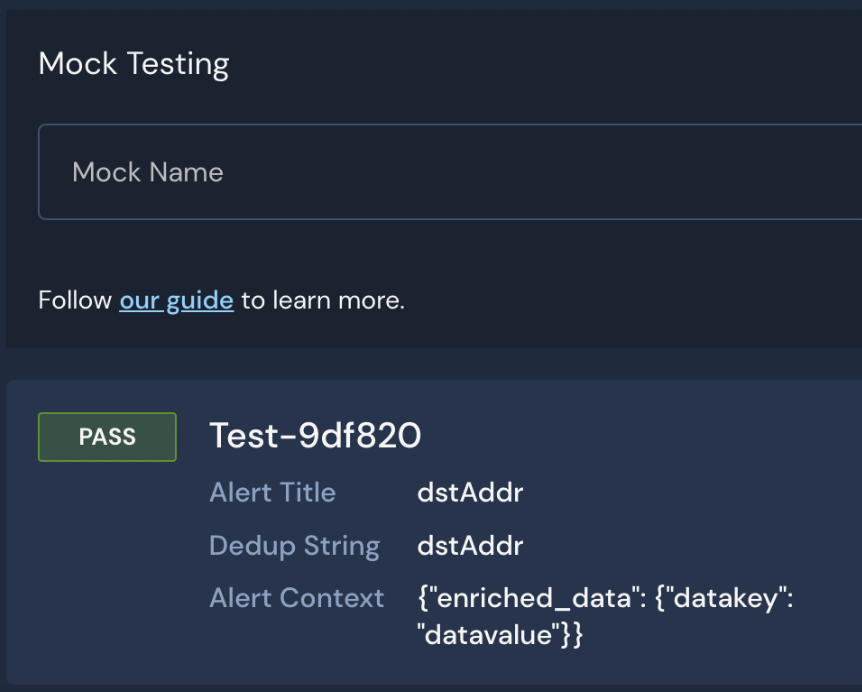 Mock Testing
Mock Name
Follow our guide to learn more.
PASS
Test-9df820
Alert Title dstAddr
Dedup String dstAddr
Alert Context {"enriched_data": {"datakey":
"datavalue"}}